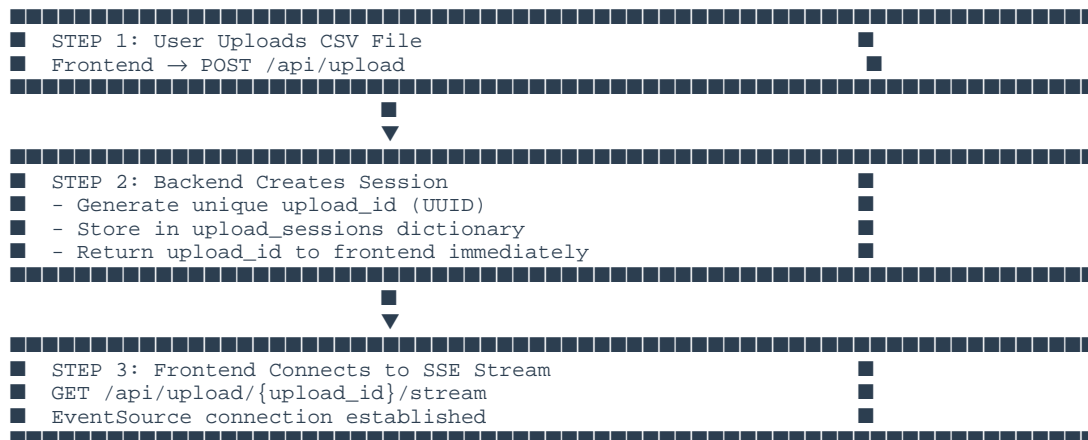 STEP 1: User Uploads CSV File
Frontend → POST /api/upload
STEP 2: Backend Creates Session
- Generate unique upload_id (UUID)
- Store in upload_sessions dictionary
- Return upload_id to frontend immediately
STEP 3: Frontend Connects to SSE Stream
GET /api/upload/{upload_id}/stream
EventSource connection established